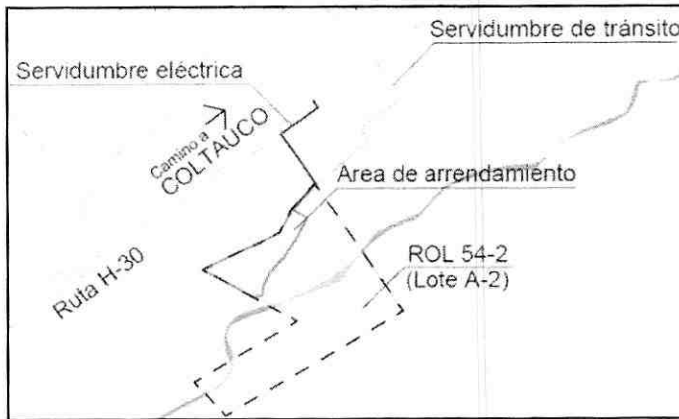 Servidumbre de tránsito
Servidumbre eléctrica
Camino a
COLTAUCO
Area de arrendamiento
ROL 54-2
(Lote A-2)
Ruta H-30